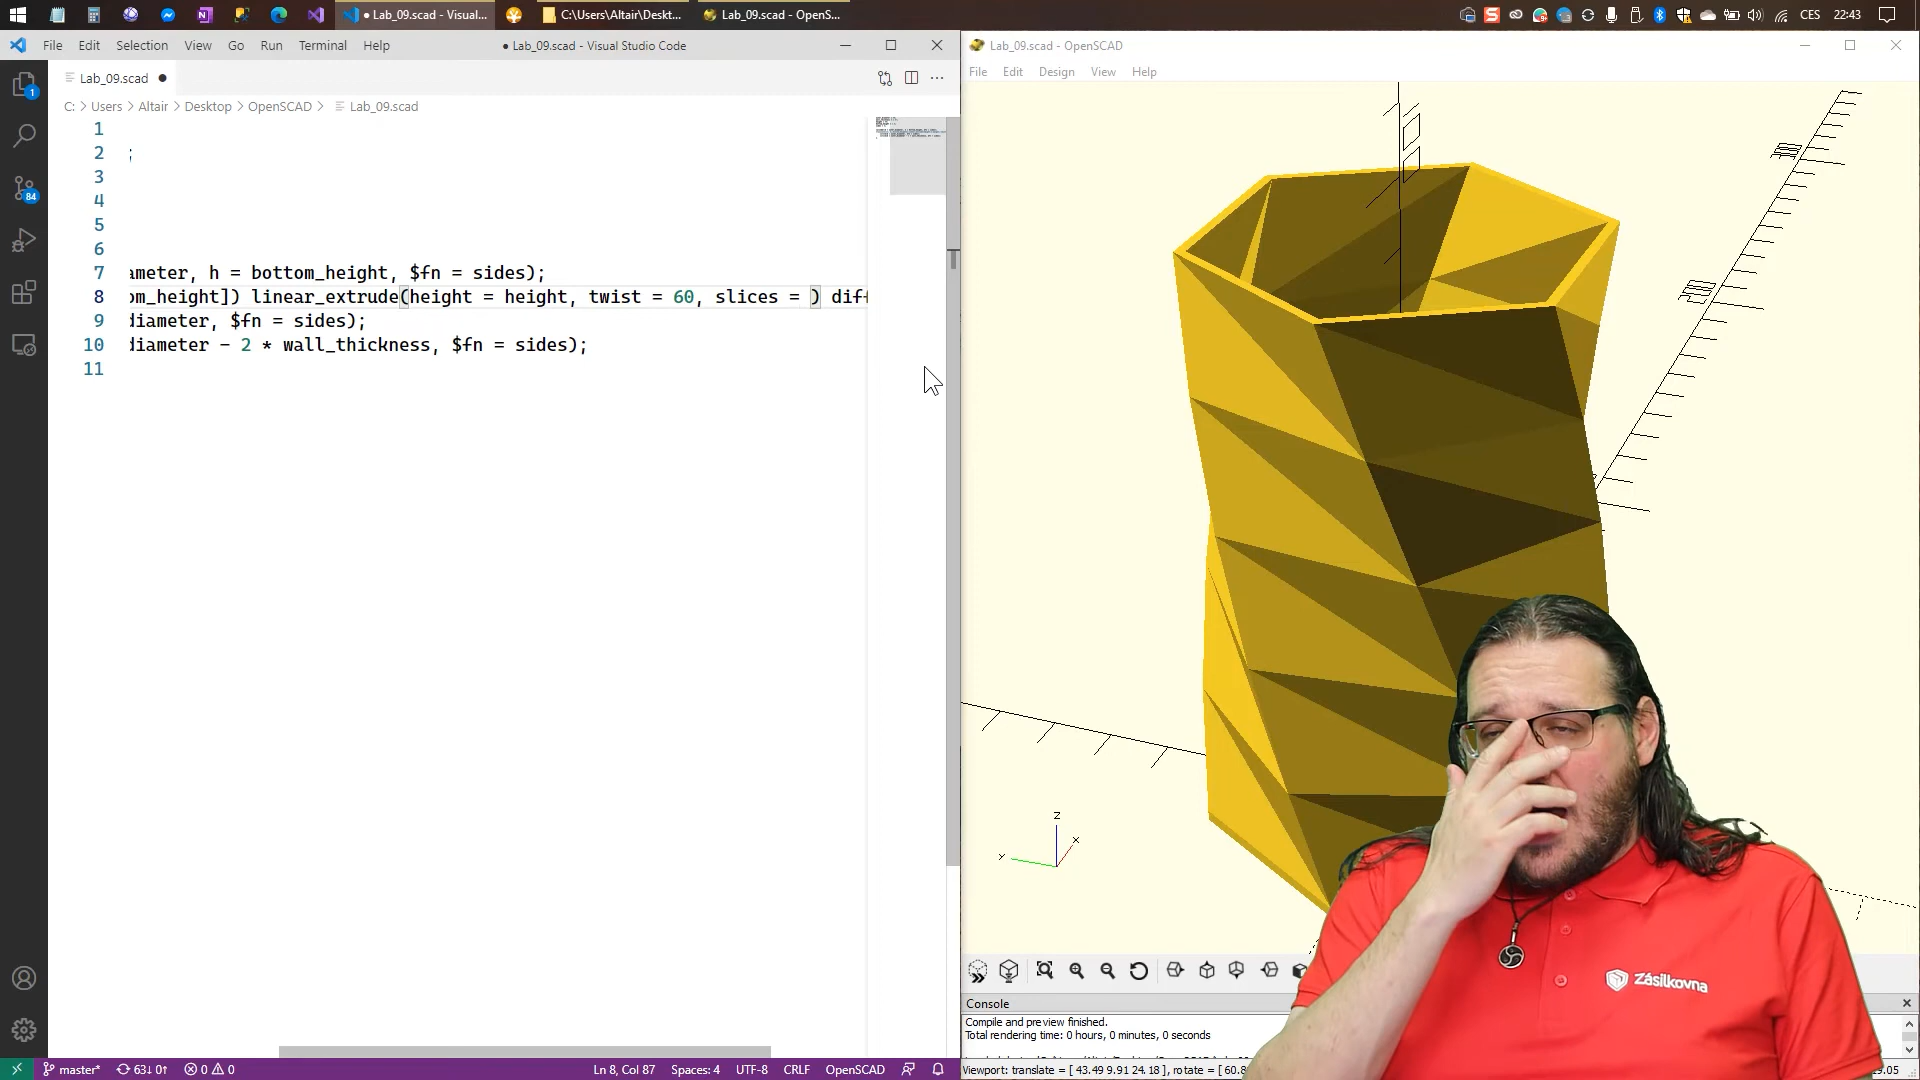 Lab_09.scad - Visual...
C:\Users\Altair\Deskt...
Lab_09.scad - OpenS...
CES
22:43
File Edit Selection View Go Run Terminal Help
● Lab_09.scad - Visual Studio Code
Lab_09.scad ●
C: > Users > Altair > Desktop > OpenSCAD > Lab_09.scad
1
2 ;
3
4
5
6
7 ameter, h = bottom_height, $fn = sides);
8 om_height]) linear_extrude(height = height, twist = 60, slices = ) diff
9 diameter, $fn = sides);
10 diameter - 2 * wall_thickness, $fn = sides);
11
1
84
master*
63↓ 0↑
0
0
Ln 8, Col 87
Spaces: 4
UTF-8
CRLF
OpenSCAD
Lab_09.scad - OpenSCAD
File Edit Design View Help
z
x
y
Zásilkovna
Console
Compile and preview finished.
Total rendering time: 0 hours, 0 minutes, 0 seconds
Viewport: translate = [ 43.49 9.91 24.18 ], rotate = [ 60.8